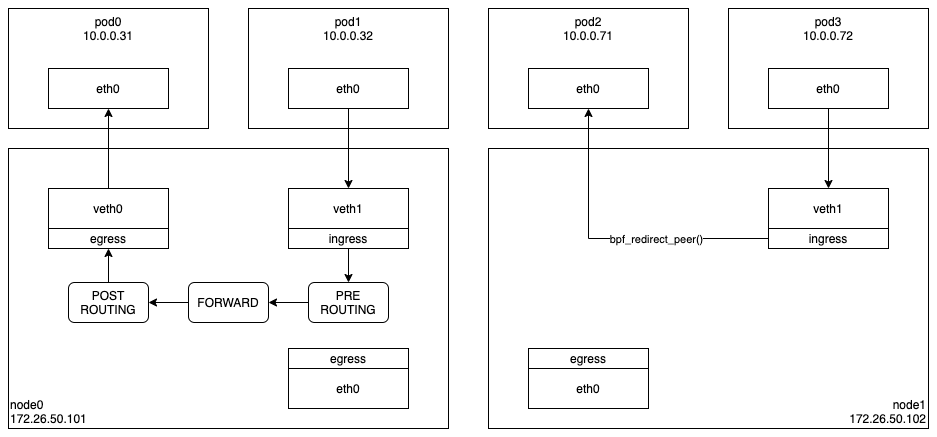 pod0
10.0.0.31
eth0
pod1
10.0.0.32
eth0
pod2
10.0.0.71
eth0
pod3
10.0.0.72
eth0
veth0
egress
veth1
ingress
POST
ROUTING
FORWARD
PRE
ROUTING
egress
eth0
node0
172.26.50.101
veth1
ingress
bpf_redirect_peer()
egress
eth0
node1
172.26.50.102